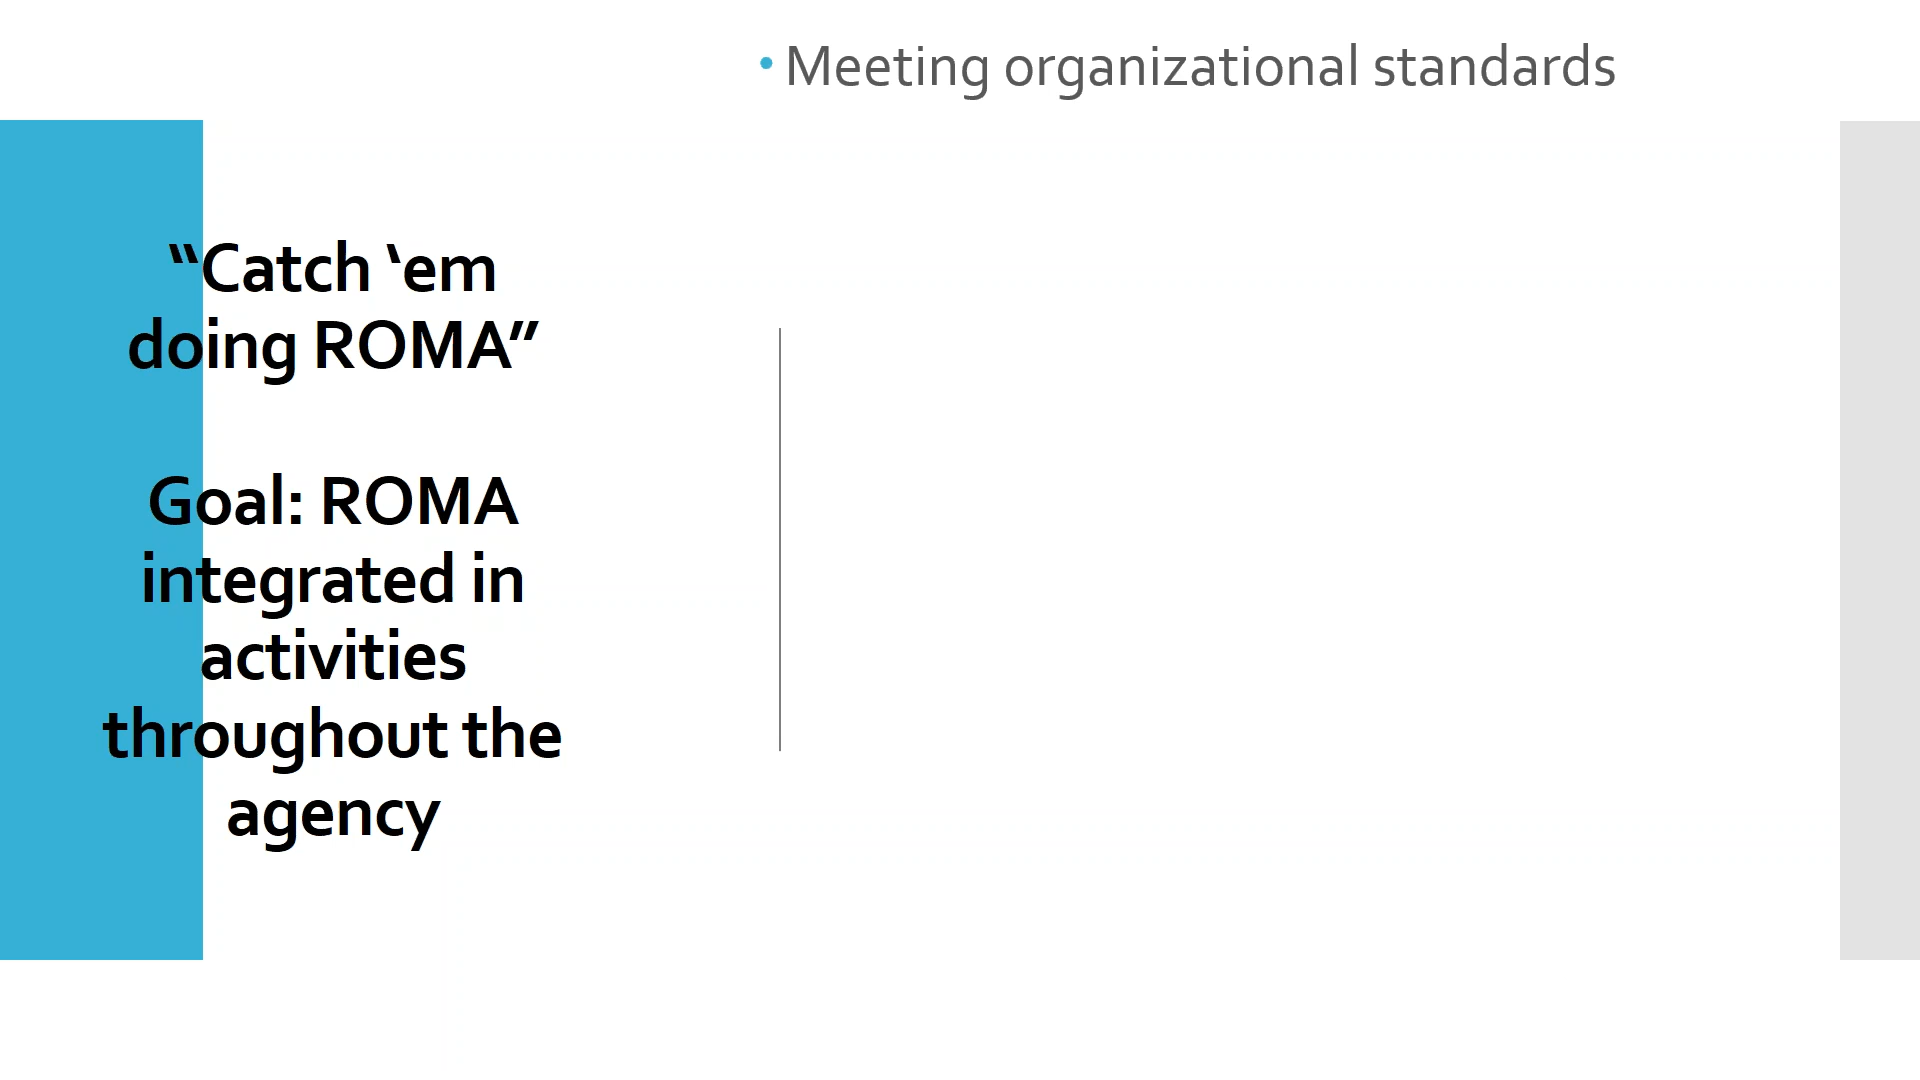 • Meeting organizational standards
“Catch ‘em
doing ROMA”
Goal: ROMA
integrated in
activities
throughout the
agency